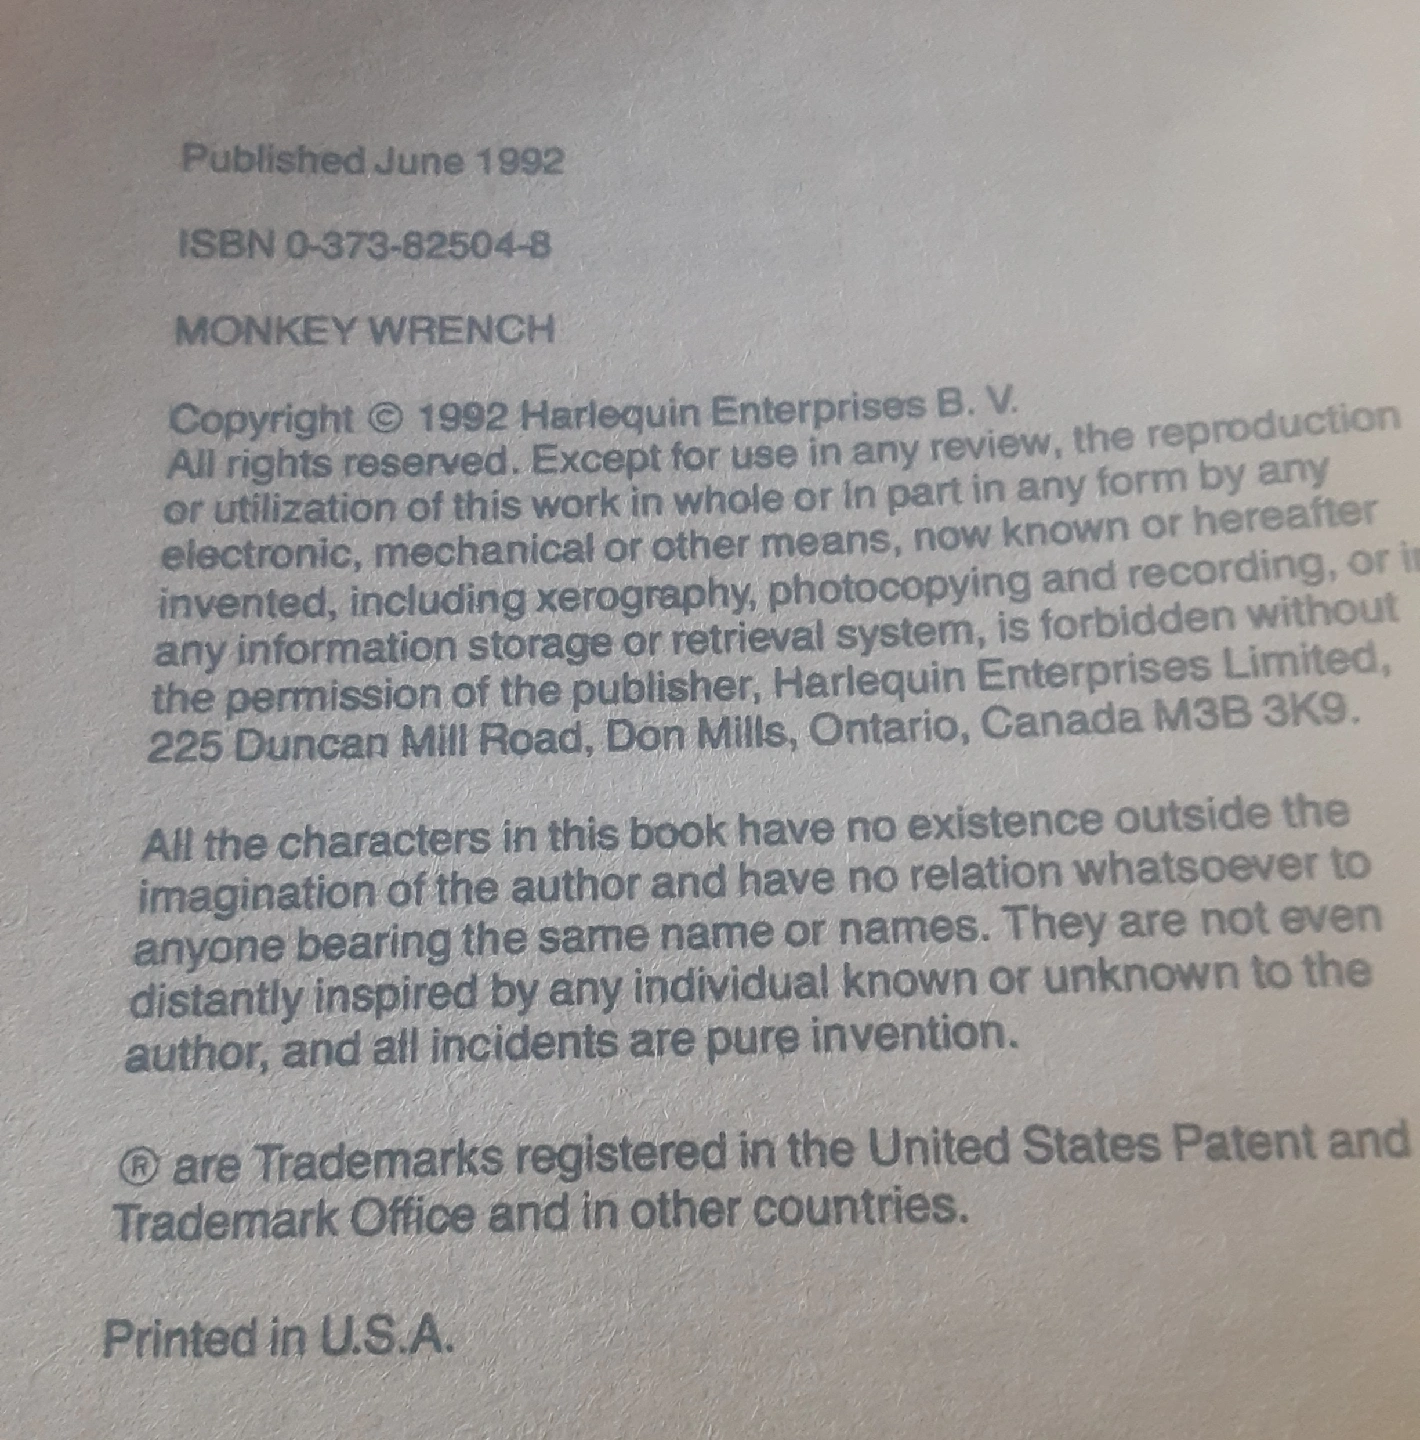 Published June 1992
ISBN 0-373-82504-8
MONKEY WRENCH
Copyright © 1992 Harlequin Enterprises B. V.
All rights reserved. Except for use in any review, the reproduction
or utilization of this work in whole or in part in any form by any
electronic, mechanical or other means, now known or hereafter
invented, including xerography, photocopying and recording, or in
any information storage or retrieval system, is forbidden without
the permission of the publisher, Harlequin Enterprises Limited,
225 Duncan Mill Road, Don Mills, Ontario, Canada M3B 3K9.
All the characters in this book have no existence outside the
imagination of the author and have no relation whatsoever to
anyone bearing the same name or names. They are not even
distantly inspired by any individual known or unknown to the
author, and all incidents are pure invention.
® are Trademarks registered in the United States Patent and
Trademark Office and in other countries.
Printed in U.S.A.